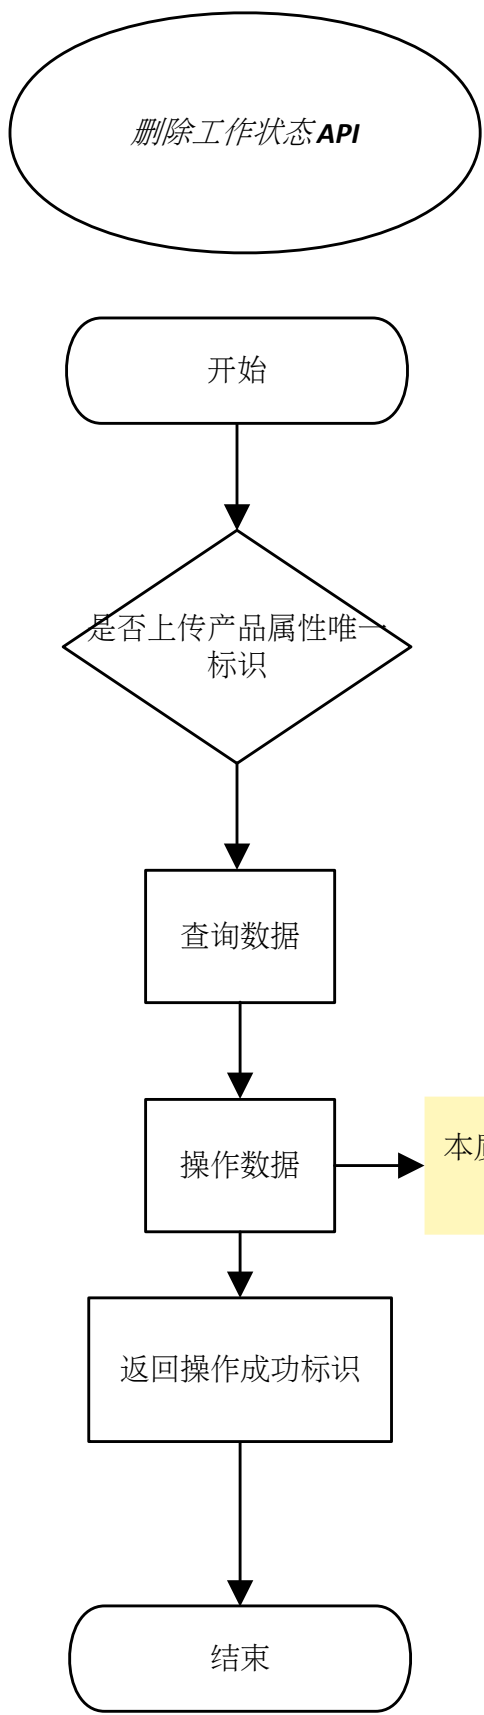 删除工作状态API
开始
是否上传产品属性唯一
标识
查询数据
操作数据
本质
返回操作成功标识
结束